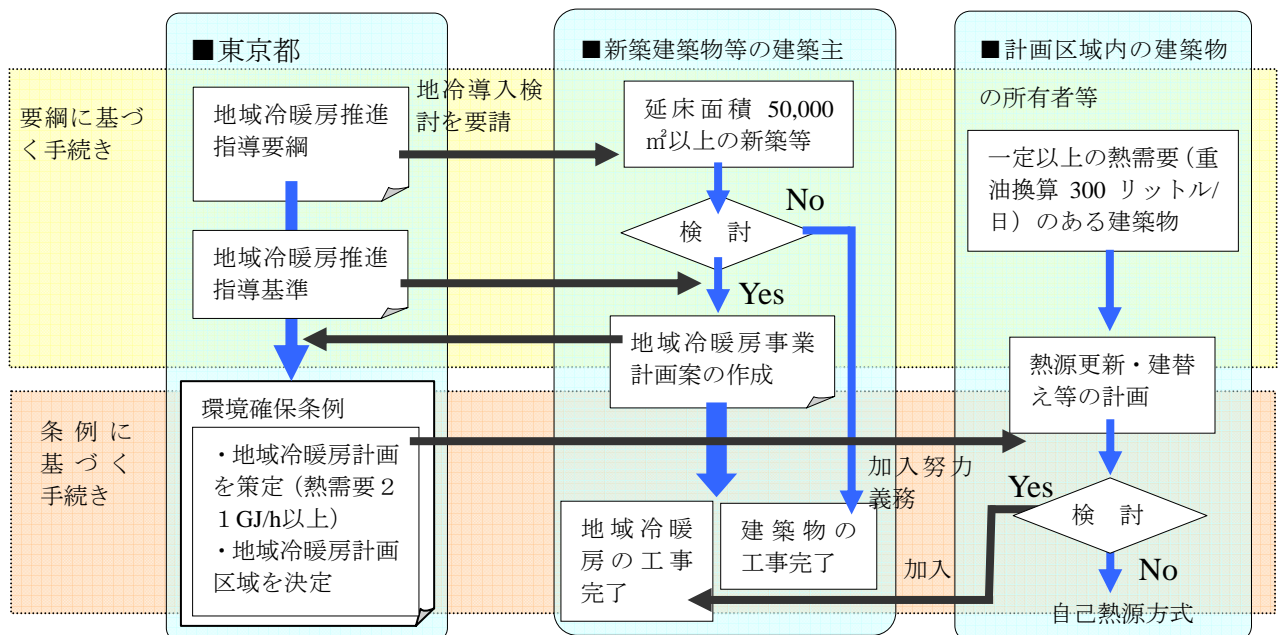 ■東京都
■新築建築物等の建築主
■計画区域内の建築物
の所有者等
要綱に基づ
く手続き
地域冷暖房推進
指導要綱
地冷導入検
討を要請
延床面積 50,000
㎡以上の新築等
一定以上の熱需要（重
油換算 300 リットル/
日）のある建築物
検 討
No
地域冷暖房推進
指導基準
Yes
地域冷暖房事業
計画案の作成
熱源更新・建替
え等の計画
条例に
基づく
手続き
環境確保条例
・地域冷暖房計画
を策定（熱需要２
１GJ/h以上）
・地域冷暖房計画
区域を決定
加入努力
義務
Yes
検 討
地域冷暖
房の工事
完了
建築物の
工事完了
加入
No
自己熱源方式